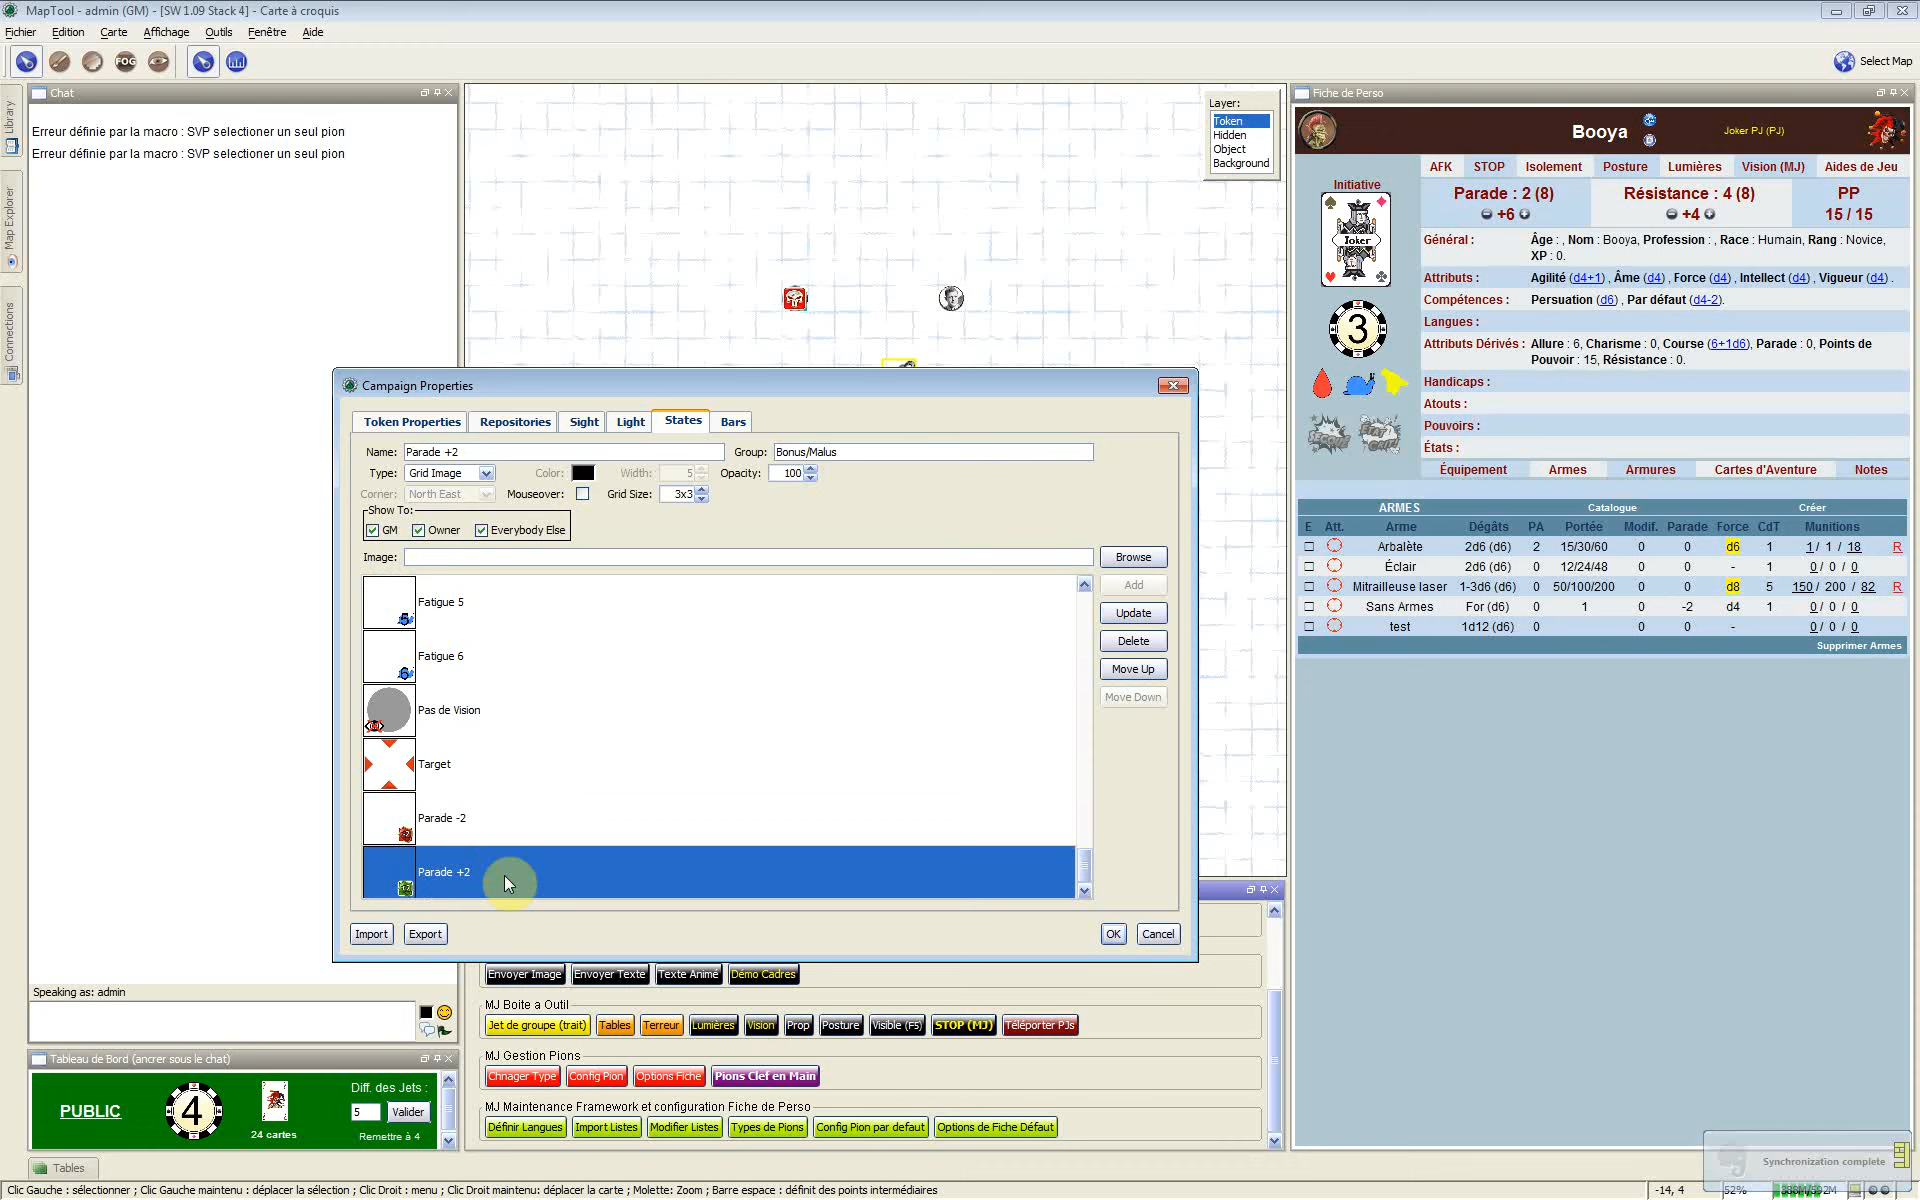 MapTool - admin (GM) - [SW 1.09 Stack 4] - Carte à croquis
Fichier Edition Carte Affichage Outils Fenêtre Aide
FOG
Select Map
Library
Map Explorer
Connections
Chat
Erreur définie par la macro : SVP selectioner un seul pion
Erreur définie par la macro : SVP selectioner un seul pion
Speaking as: admin
Layer:
Token
Hidden
Object
Background
Campaign Properties
Token Properties Repositories Sight Light States Bars
Name: Parade +2 Group: Bonus/Malus
Type: Grid Image Color: Width: 5 Opacity: 100
Corner: North East Mouseover: Grid Size: 3x3
Show To:
GM Owner Everybody Else
Image: Browse
Add
Update
Delete
Move Up
Move Down
Fatigue 5
Fatigue 6
Pas de Vision
Target
Parade -2
Parade +2
Import Export OK Cancel
Envoyer Image Envoyer Texte Texte Animé Démo Cadres
MJ Boite a Outil
Jet de groupe (trait) Tables Terreur Lumières Vision Prop Posture Visible (F5) STOP (MJ) Téléporter PJs
MJ Gestion Pions
Chnager Type Config Pion Options Fiche Pions Clef en Main
MJ Maintenance Framework et configuration Fiche de Perso
Définir Langues Import Listes Modifier Listes Types de Pions Config Pion par defaut Options de Fiche Défaut
Tableau de Bord (ancrer sous le chat)
PUBLIC
4
24 cartes
Diff. des Jets :
5 Valider
Remettre à 4
Tables
Fiche de Perso
Booya
Joker PJ (PJ)
AFK STOP Isolement Posture Lumières Vision (MJ) Aides de Jeu
Initiative
Joker
3
Parade : 2 (8) Résistance : 4 (8) PP
+6 +4 15 / 15
Général : Âge : , Nom : Booya, Profession : , Race : Humain, Rang : Novice,
XP : 0.
Attributs : Agilité (d4+1) , Âme (d4) , Force (d4) , Intellect (d4) , Vigueur (d4) .
Compétences : Persuation (d6) , Par défaut (d4-2).
Langues :
Attributs Dérivés : Allure : 6, Charisme : 0, Course (6+1d6), Parade : 0, Points de
Pouvoir : 15, Résistance : 0.
Handicaps :
Atouts :
Pouvoirs :
États :
Équipement Armes Armures Cartes d'Aventure Notes
ARMES Catalogue Créer
E Att. Arme Dégâts PA Portée Modif. Parade Force CdT Munitions
Arbalète 2d6 (d6) 2 15/30/60 0 0 d6 1 1 / 1 / 18 R
Éclair 2d6 (d6) 0 12/24/48 0 0 - 1 0 / 0 / 0
Mitrailleuse laser 1-3d6 (d6) 0 50/100/200 0 0 d8 5 150 / 200 / 82 R
Sans Armes For (d6) 0 1 0 -2 d4 1 0 / 0 / 0
test 1d12 (d6) 0 0 0 - 0 / 0 / 0
Supprimer Armes
Synchronization complete
Clic Gauche : sélectionner ; Clic Gauche maintenu : déplacer la sélection ; Clic Droit : menu ; Clic Droit maintenu: déplacer la carte ; Molette: Zoom ; Barre espace : définit des points intermédiaires
-14, 4 52%